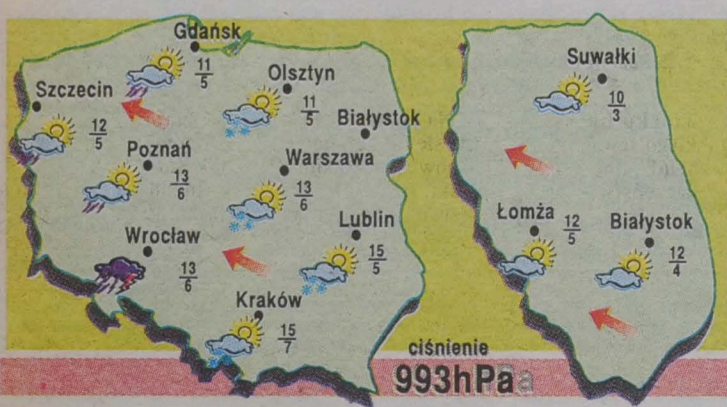 Gdańsk
11
5
Szczecin
12
5
Olsztyn
11
5
Białystok
Poznań
13
6
Warszawa
13
6
Wrocław
13
6
Lublin
15
5
Kraków
15
7
Suwałki
10
3
Łomża
12
5
Białystok
12
4
ciśnienie
993hPa